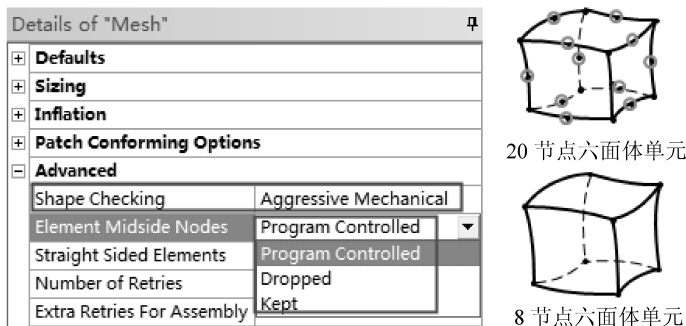 Details of "Mesh"
Defaults
Sizing
Inflation
Patch Conforming Options
Advanced
Shape Checking Aggressive Mechanical
Element Midside Nodes Program Controlled
Straight Sided Elements Program Controlled
Number of Retries Dropped
Extra Retries For Assembly Kept
20 节点六面体单元
8 节点六面体单元